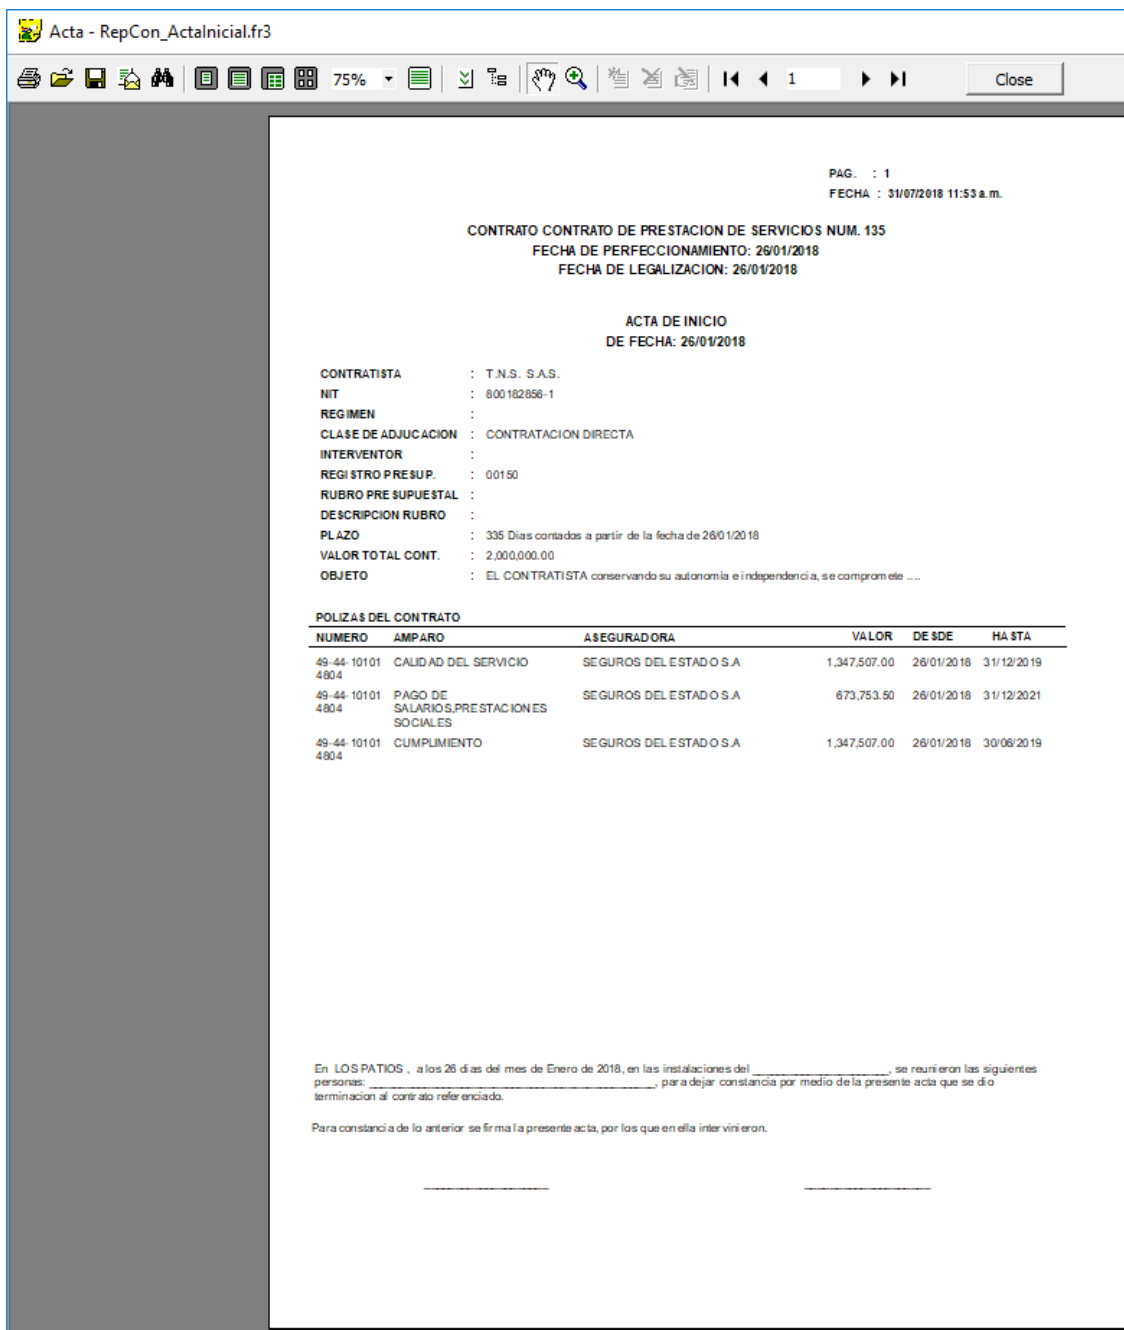 Acta - RepCon_ActaInicial.fr3
75% 1 Close
PAG. : 1
FECHA : 31/07/2018 11:53 a.m.
CONTRATO CONTRATO DE PRESTACION DE SERVICIOS NUM. 135
FECHA DE PERFECCIONAMIENTO: 26/01/2018
FECHA DE LEGALIZACION: 26/01/2018
ACTA DE INICIO
DE FECHA: 26/01/2018
CONTRATISTA : T.N.S. S.A.S.
NIT : 800182856-1
REGIMEN :
CLASE DE ADJUCACION : CONTRATACION DIRECTA
INTERVENTOR :
REGISTRO PRESUP. : 00150
RUBRO PRESUPUESTAL :
DESCRIPCION RUBRO :
PLAZO : 335 Dias contados a partir de la fecha de 26/01/2018
VALOR TOTAL CONT. : 2,000,000.00
OBJETO : EL CONTRATISTA conservando su autonomía e independencia, se compromete ....
POLIZAS DEL CONTRATO
NUMERO AMPARO ASEGURADORA VALOR DESDE HASTA
49-44-10101 CALIDAD DEL SERVICIO SEGUROS DEL ESTADO S.A 1,347,507.00 26/01/2018 31/12/2019
4804
49-44-10101 PAGO DE SEGUROS DEL ESTADO S.A 673,753.50 26/01/2018 31/12/2021
4804 SALARIOS,PRESTACIONES
SOCIALES
49-44-10101 CUMPLIMIENTO SEGUROS DEL ESTADO S.A 1,347,507.00 26/01/2018 30/06/2019
4804
En LOS PATIOS , a los 26 dias del mes de Enero de 2018, en las instalaciones del ____________________, se reunieron las siguientes
personas: __________________________________________, para dejar constancia por medio de la presente acta que se dio
terminacion al contrato referenciado.
Para constancia de lo anterior se firma la presente acta, por los que en ella intervinieron.